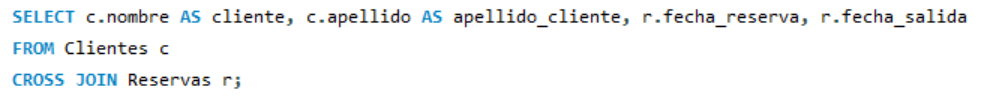 SELECT c.nombre AS cliente, c.apellido AS apellido_cliente, r.fecha_reserva, r.fecha_salida
FROM Clientes c
CROSS JOIN Reservas r;